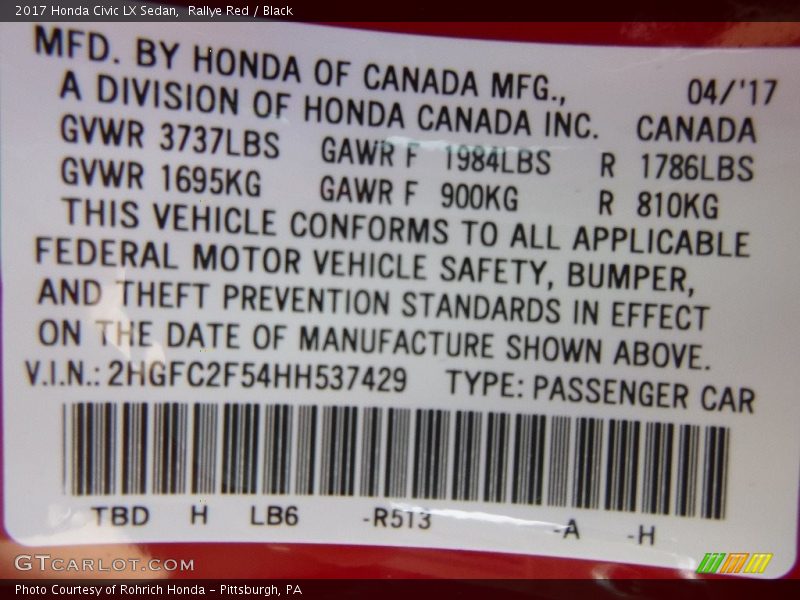 2017 Honda Civic LX Sedan,  Rallye Red / Black
MFD. BY HONDA OF CANADA MFG., 04/'17
A DIVISION OF HONDA CANADA INC. CANADA
GVWR 3737LBS GAWR F 1984LBS R 1786LBS
GVWR 1695KG GAWR F 900KG R 810KG
THIS VEHICLE CONFORMS TO ALL APPLICABLE
FEDERAL MOTOR VEHICLE SAFETY, BUMPER,
AND THEFT PREVENTION STANDARDS IN EFFECT
ON THE DATE OF MANUFACTURE SHOWN ABOVE.
V.I.N.: 2HGFC2F54HH537429 TYPE: PASSENGER CAR
TBD H LB6 -R513 -A -H
GTCARLOT.COM
Photo Courtesy of Rohrich Honda - Pittsburgh, PA